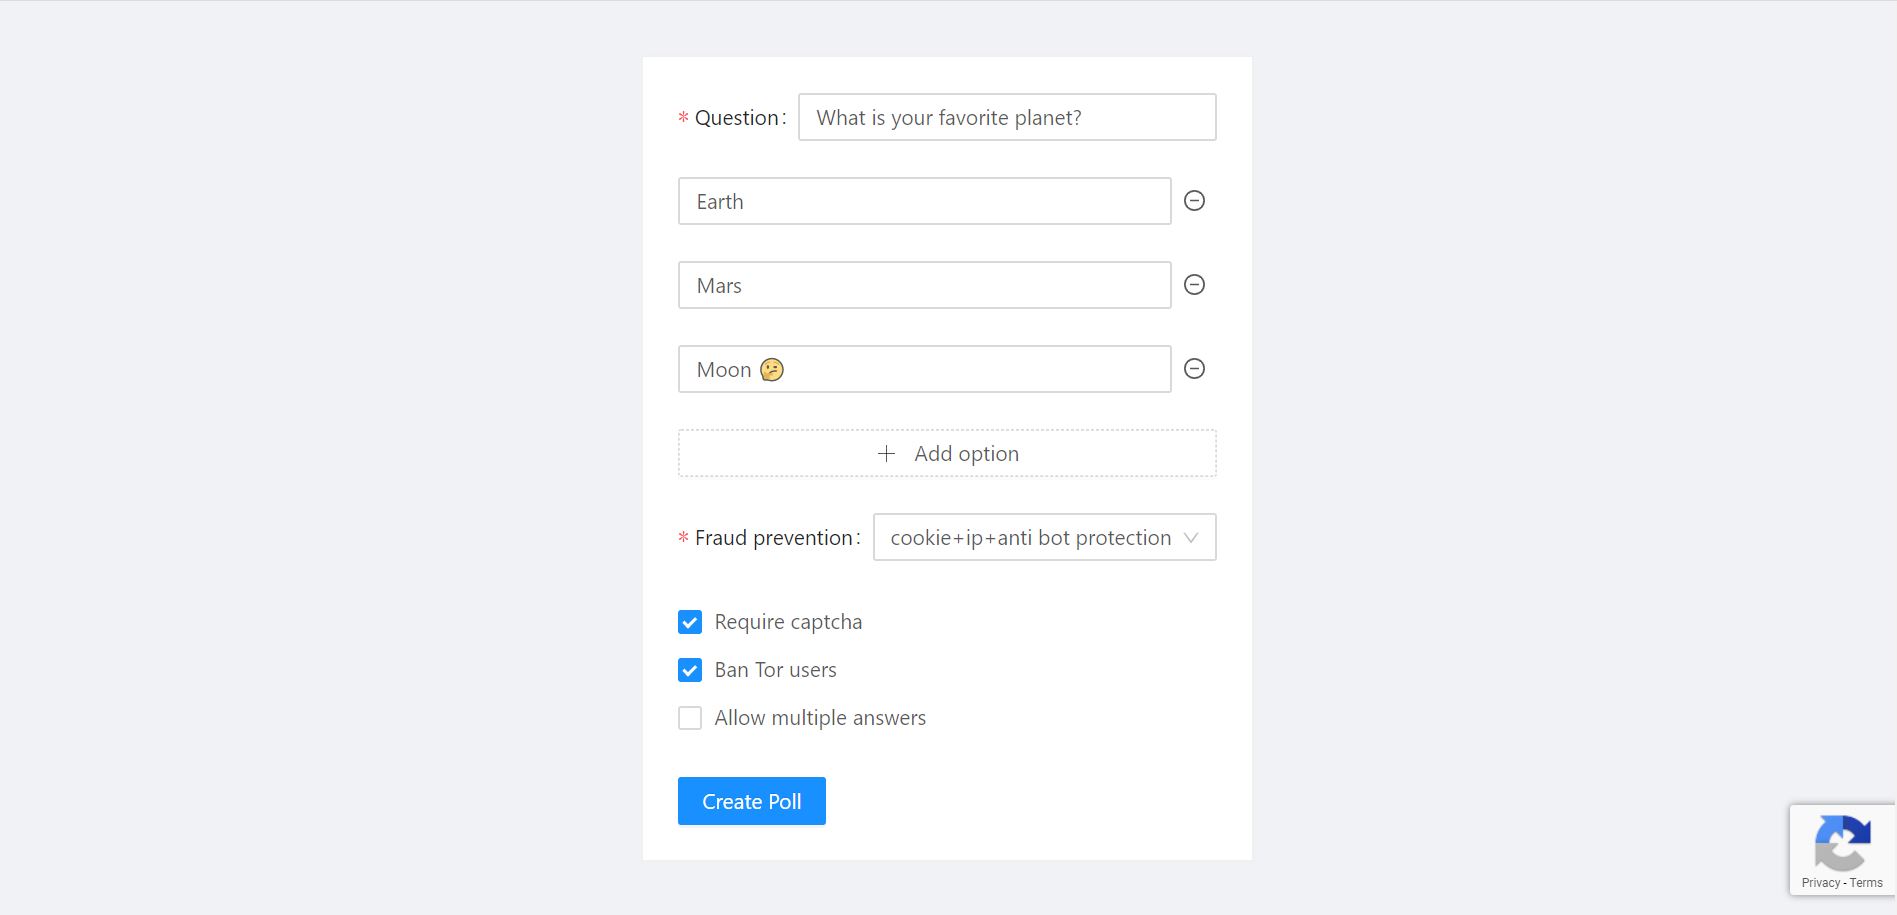 * Question: What is your favorite planet?
Earth
Mars
Moon 🤔
+ Add option
* Fraud prevention: cookie+ip+anti bot protection
Require captcha
Ban Tor users
Allow multiple answers
Create Poll
Privacy - Terms